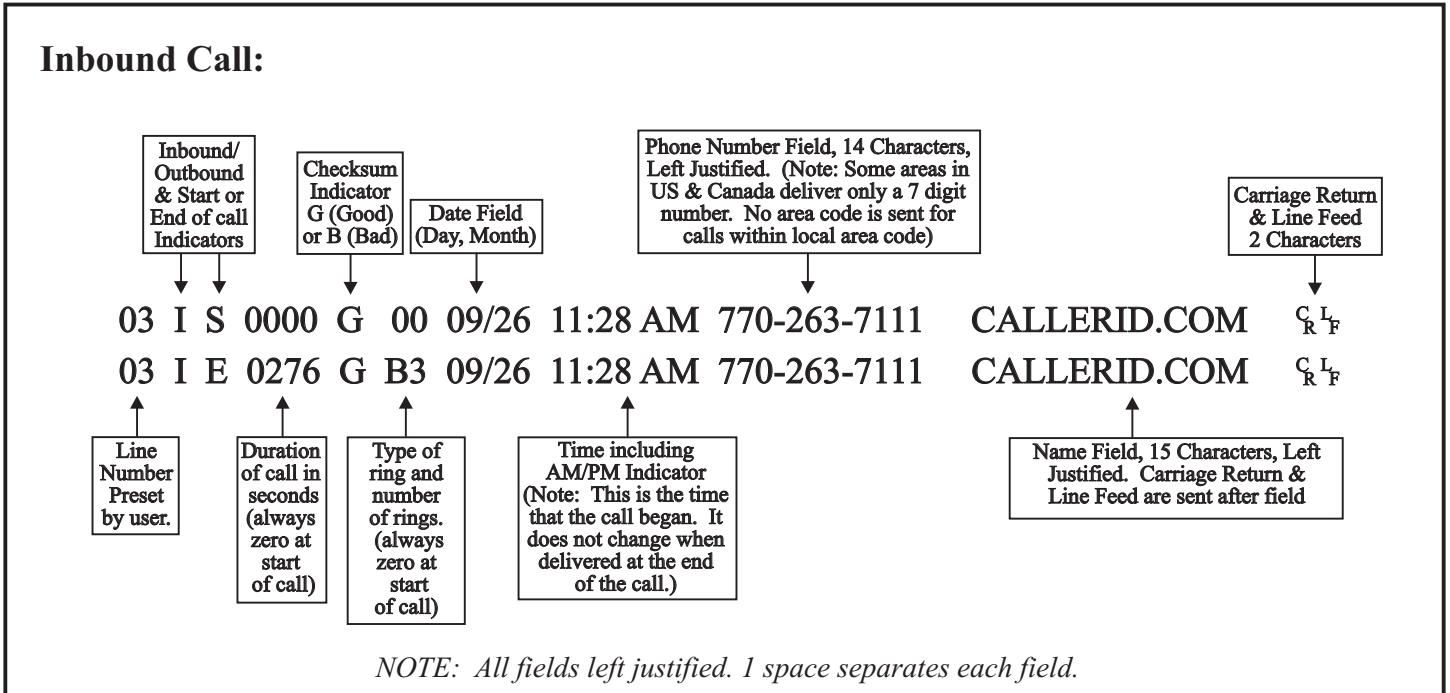 Inbound Call:
Inbound/
Outbound
& Start or
End of call
Indicators
Checksum
Indicator
G (Good)
or B (Bad)
Date Field
(Day, Month)
Phone Number Field, 14 Characters,
Left Justified. (Note: Some areas in
US & Canada deliver only a 7 digit
number. No area code is sent for
calls within local area code)
Carriage Return
& Line Feed
2 Characters
03 I S 0000 G 00 09/26 11:28 AM 770-263-7111 CALLERID.COM CR LF
03 I E 0276 G B3 09/26 11:28 AM 770-263-7111 CALLERID.COM CR LF
Line
Number
Preset
by user.
Duration
of call in
seconds
(always
zero at
start
of call)
Type of
ring and
number
of rings.
(always
zero at
start
of call)
Time including
AM/PM Indicator
(Note: This is the time
that the call began. It
does not change when
delivered at the end
of the call.)
Name Field, 15 Characters, Left
Justified. Carriage Return &
Line Feed are sent after field
NOTE: All fields left justified. 1 space separates each field.